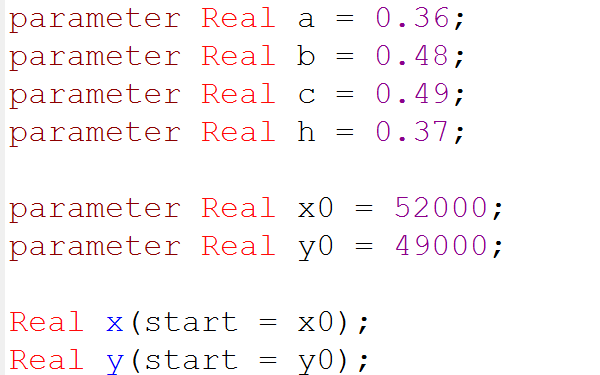 parameter Real a = 0.36;
parameter Real b = 0.48;
parameter Real c = 0.49;
parameter Real h = 0.37;
parameter Real x0 = 52000;
parameter Real y0 = 49000;
Real x(start = x0);
Real y(start = y0);